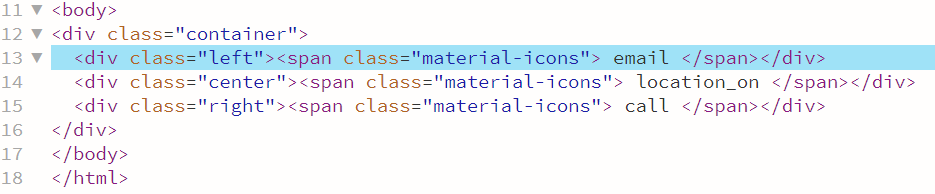 11 ▼ <body>
12 ▼ <div class="container">
13 ▼ <div class="left"><span class="material-icons"> email </span></div>
14 <div class="center"><span class="material-icons"> location_on </span></div>
15 <div class="right"><span class="material-icons"> call </span></div>
16 </div>
17 </body>
18 </html>